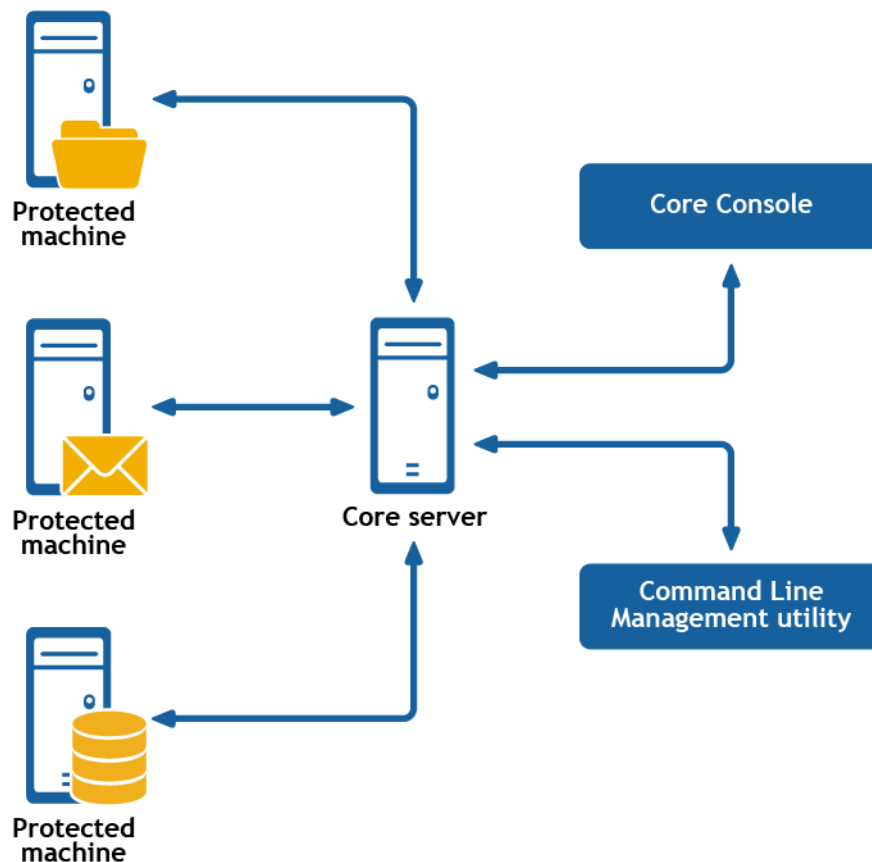 Protected
machine
Core Console
Protected
machine
Core server
Command Line
Management utility
Protected
machine